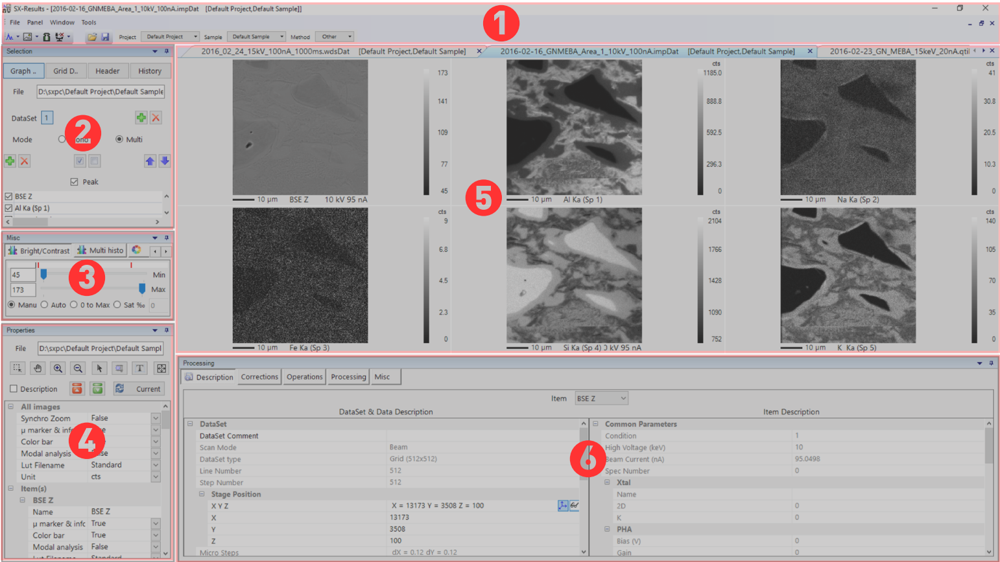 SX-Results - [2016-02-16_GNMEBA_Area_1_10kV_100nA.impDat [Default Project,Default Sample]]
File Panel Window Tools
Project Default Project Sample Default Sample Method Other
1
Selection
Graph .. Grid D.. Header History
File D:\sxpc\Default Project\Default Sample
DataSet 1
2
Mode Multi
Peak
BSE Z
Al Ka (Sp 1)
Misc
Bright/Contrast Multi histo
45 Min
173 Max
3
Manu Auto 0 to Max Sat ‰ 0
Properties
File D:\sxpc\Default Project\Default Sampl
T
Description Current
All images
Synchro Zoom False
µ marker & info
Color bar
Modal analysis
4
Lut Filename Standard
Unit cts
Item(s)
BSE Z
Name BSE Z
µ marker & infc True
Color bar True
Modal analysis False
Lut Filename Standard
2016_02_24_15kV_100nA_1000ms.wdsDat [Default Project,Default Sample]
2016-02-16_GNMEBA_Area_1_10kV_100nA.impDat [Default Project,Default Sample]
2016-02-23_GN_MEBA_15keV_20nA.qtiI
173
141
109
77
45
10 µm BSE Z 10 kV 95 nA
cts
1185.0
888.8
592.5
296.3
0
10 µm Al Ka (Sp 1)
cts
41
30.8
20.5
10.3
0
10 µm Na Ka (Sp 2)
5
cts
9
6.8
4.5
2.3
0
10 µm Fe Ka (Sp 3)
cts
2104
1766
1428
1090
752
10 µm Si Ka (Sp 4) 0 kV 95 nA
cts
140
105
70
35
0
10 µm K Ka (Sp 5)
Processing
Description Corrections Operations Processing Misc
Item BSE Z
DataSet & Data Description
DataSet
DataSet Comment
Scan Mode Beam
DataSet type Grid (512x512)
Line Number 512
Step Number 512
Stage Position
X Y Z X = 13173 Y = 3508 Z = 100
X 13173
Y 3508
Z 100
Micro Steps dX = 0.12 dY = 0.12
6
Item Description
Common Parameters
Condition 1
High Voltage (keV) 10
Beam Current (nA) 95.0498
Spec Number 0
Xtal
Name
2D 0
K 0
PHA
Bias (V) 0
Gain 0